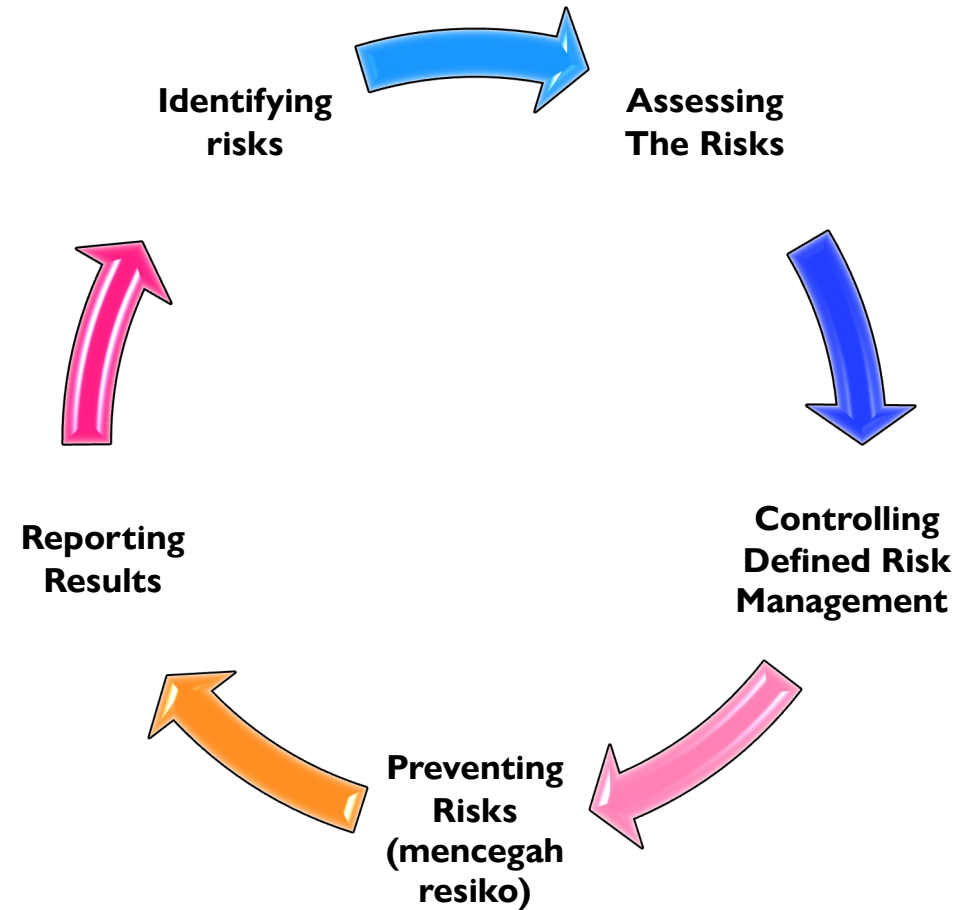 Identifying
risks
Assessing
The Risks
Controlling
Defined Risk
Management
Preventing
Risks
(mencegah
resiko)
Reporting
Results